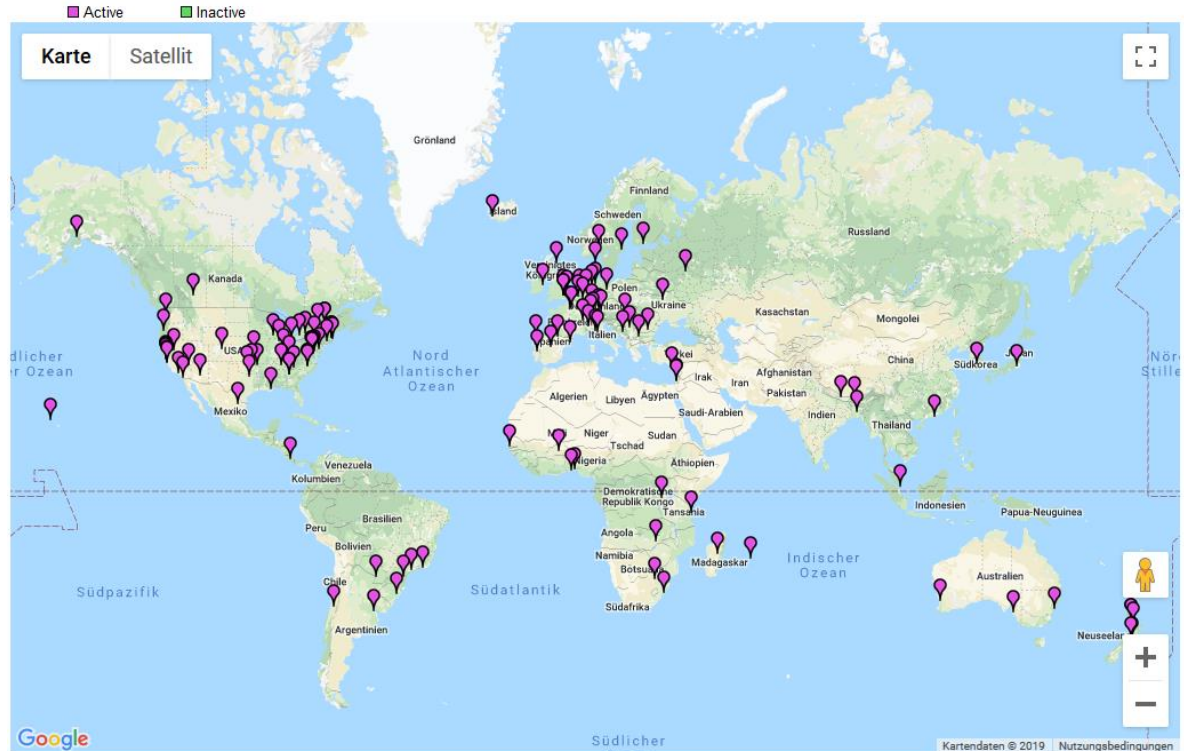 Active
Inactive
Karte
Satellit
Grönland
Island
Finnland
Schweden
Norwegen
Russland
Kanada
Vereinigtes
Polen
Ukraine
Kasachstan
Mongolei
USA
Italien
Nord
Atlantischer
Ozean
Irak
Iran
Afghanistan
Pakistan
China
Südkorea
Mexiko
Algerien
Libyen
Ägypten
Saudi-Arabien
Indien
Thailand
Niger
Tschad
Sudan
Nigeria
Äthiopien
Venezuela
Kolumbien
Demokratische
Republik Kongo
Tansania
Indonesien
Papua-Neuguinea
Peru
Brasilien
Bolivien
Angola
Namibia
Madagaskar
Indischer
Ozean
Chile
Südpazifik
Südatlantik
Südafrika
Argentinien
Australien
Südlicher
Google
Kartendaten © 2019
Nutzungsbedingungen